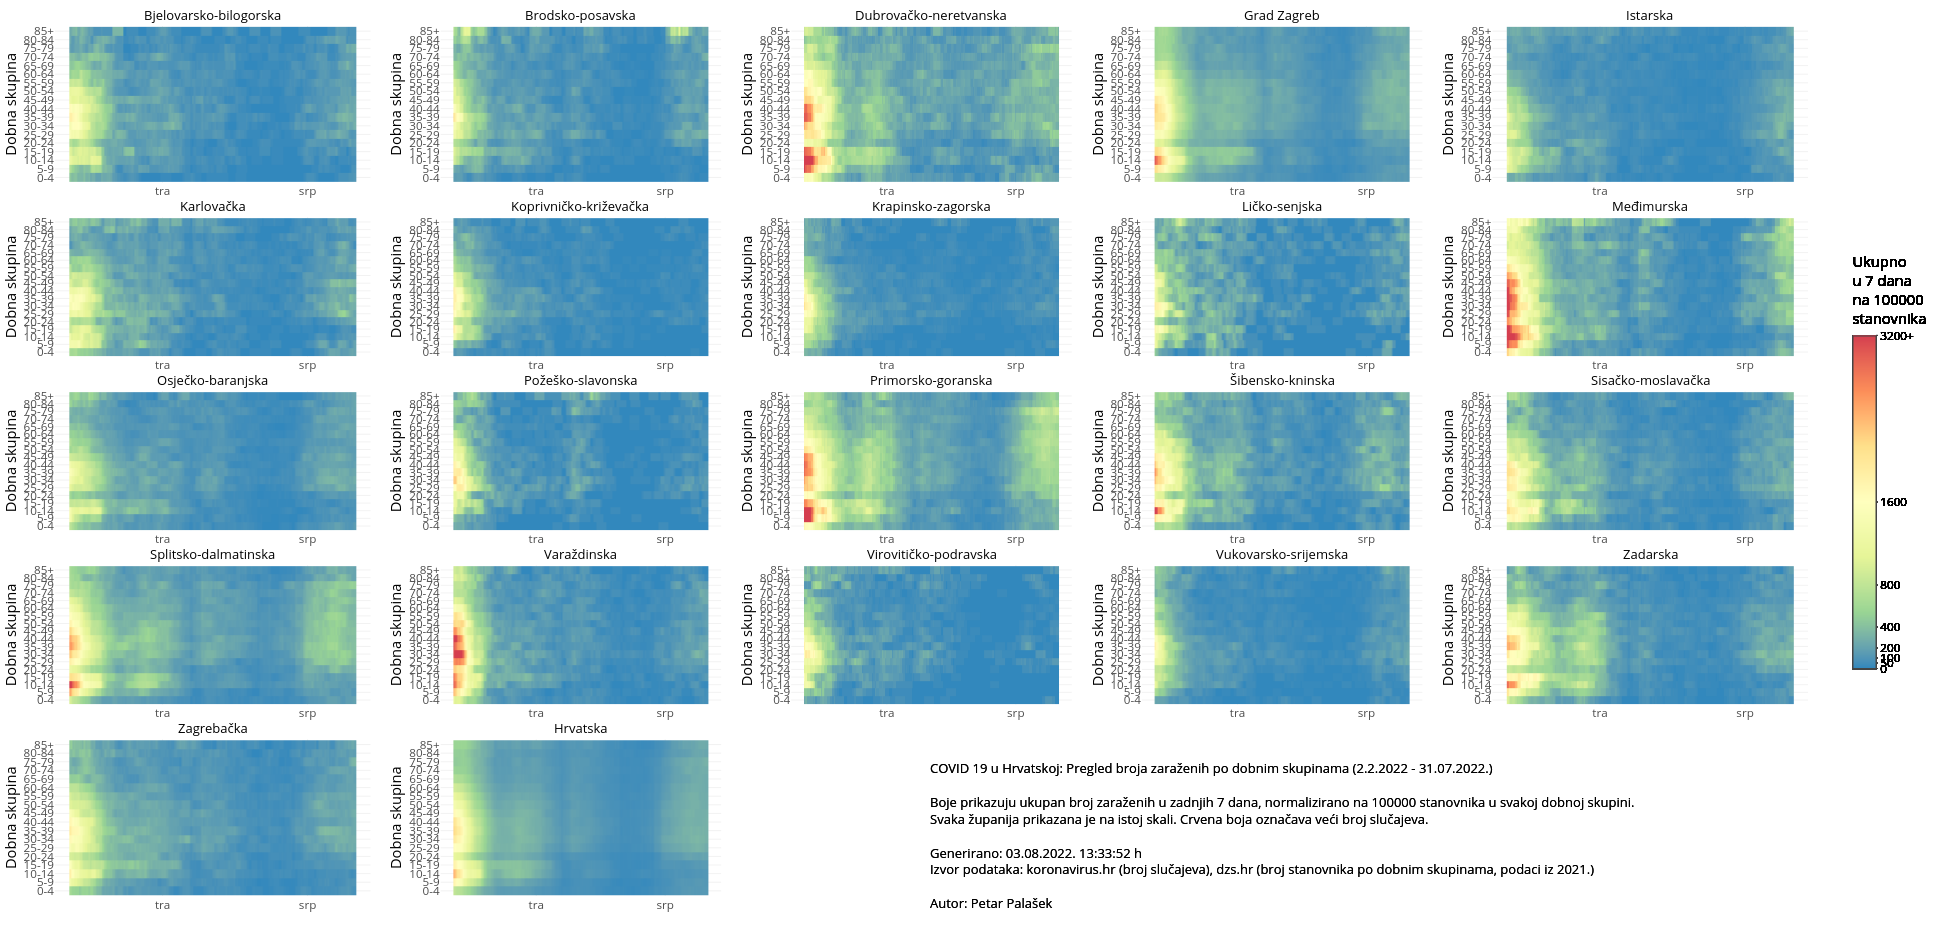 Bjelovarsko-bilogorska
Brodsko-posavska
Dubrovačko-neretvanska
Grad Zagreb
Istarska
Dobna skupina
85+
80-84
75-79
70-74
65-69
60-64
55-59
50-54
45-49
40-44
35-39
30-34
25-29
20-24
15-19
10-14
5-9
0-4
tra srp
Karlovačka
Koprivničko-križevačka
Krapinsko-zagorska
Ličko-senjska
Međimurska
Osječko-baranjska
Požeško-slavonska
Primorsko-goranska
Šibensko-kninska
Sisačko-moslavačka
Splitsko-dalmatinska
Varaždinska
Virovitičko-podravska
Vukovarsko-srijemska
Zadarska
Zagrebačka
Hrvatska
Ukupno
u 7 dana
na 100000
stanovnika
3200+
1600
800
400
200
100
50
0
COVID 19 u Hrvatskoj: Pregled broja zaraženih po dobnim skupinama (2.2.2022 - 31.07.2022.)
Boje prikazuju ukupan broj zaraženih u zadnjih 7 dana, normalizirano na 100000 stanovnika u svakoj dobnoj skupini.
Svaka županija prikazana je na istoj skali. Crvena boja označava veći broj slučajeva.
Generirano: 03.08.2022. 13:33:52 h
Izvor podataka: koronavirus.hr (broj slučajeva), dzs.hr (broj stanovnika po dobnim skupinama, podaci iz 2021.)
Autor: Petar Palašek